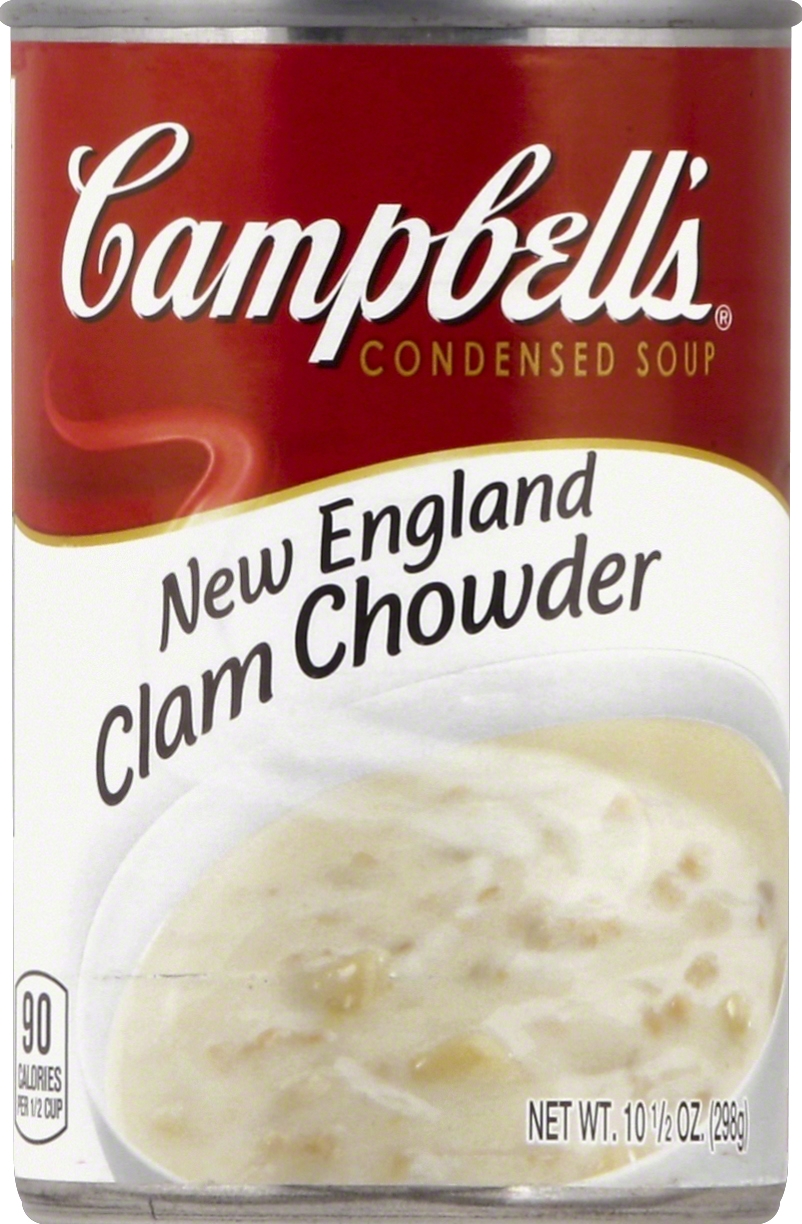 Campbell's®
CONDENSED SOUP
New England
Clam Chowder
90
CALORIES
PER 1/2 CUP
NET WT. 10 1/2 OZ. (298g)